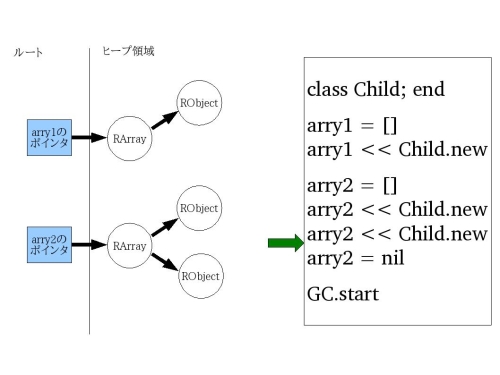 ルート
ヒープ領域
RObject
arry1の
ポインタ
RArray
RObject
arry2の
ポインタ
RArray
RObject
class Child; end
arry1 = []
arry1 << Child.new
arry2 = []
arry2 << Child.new
arry2 << Child.new
arry2 = nil
GC.start